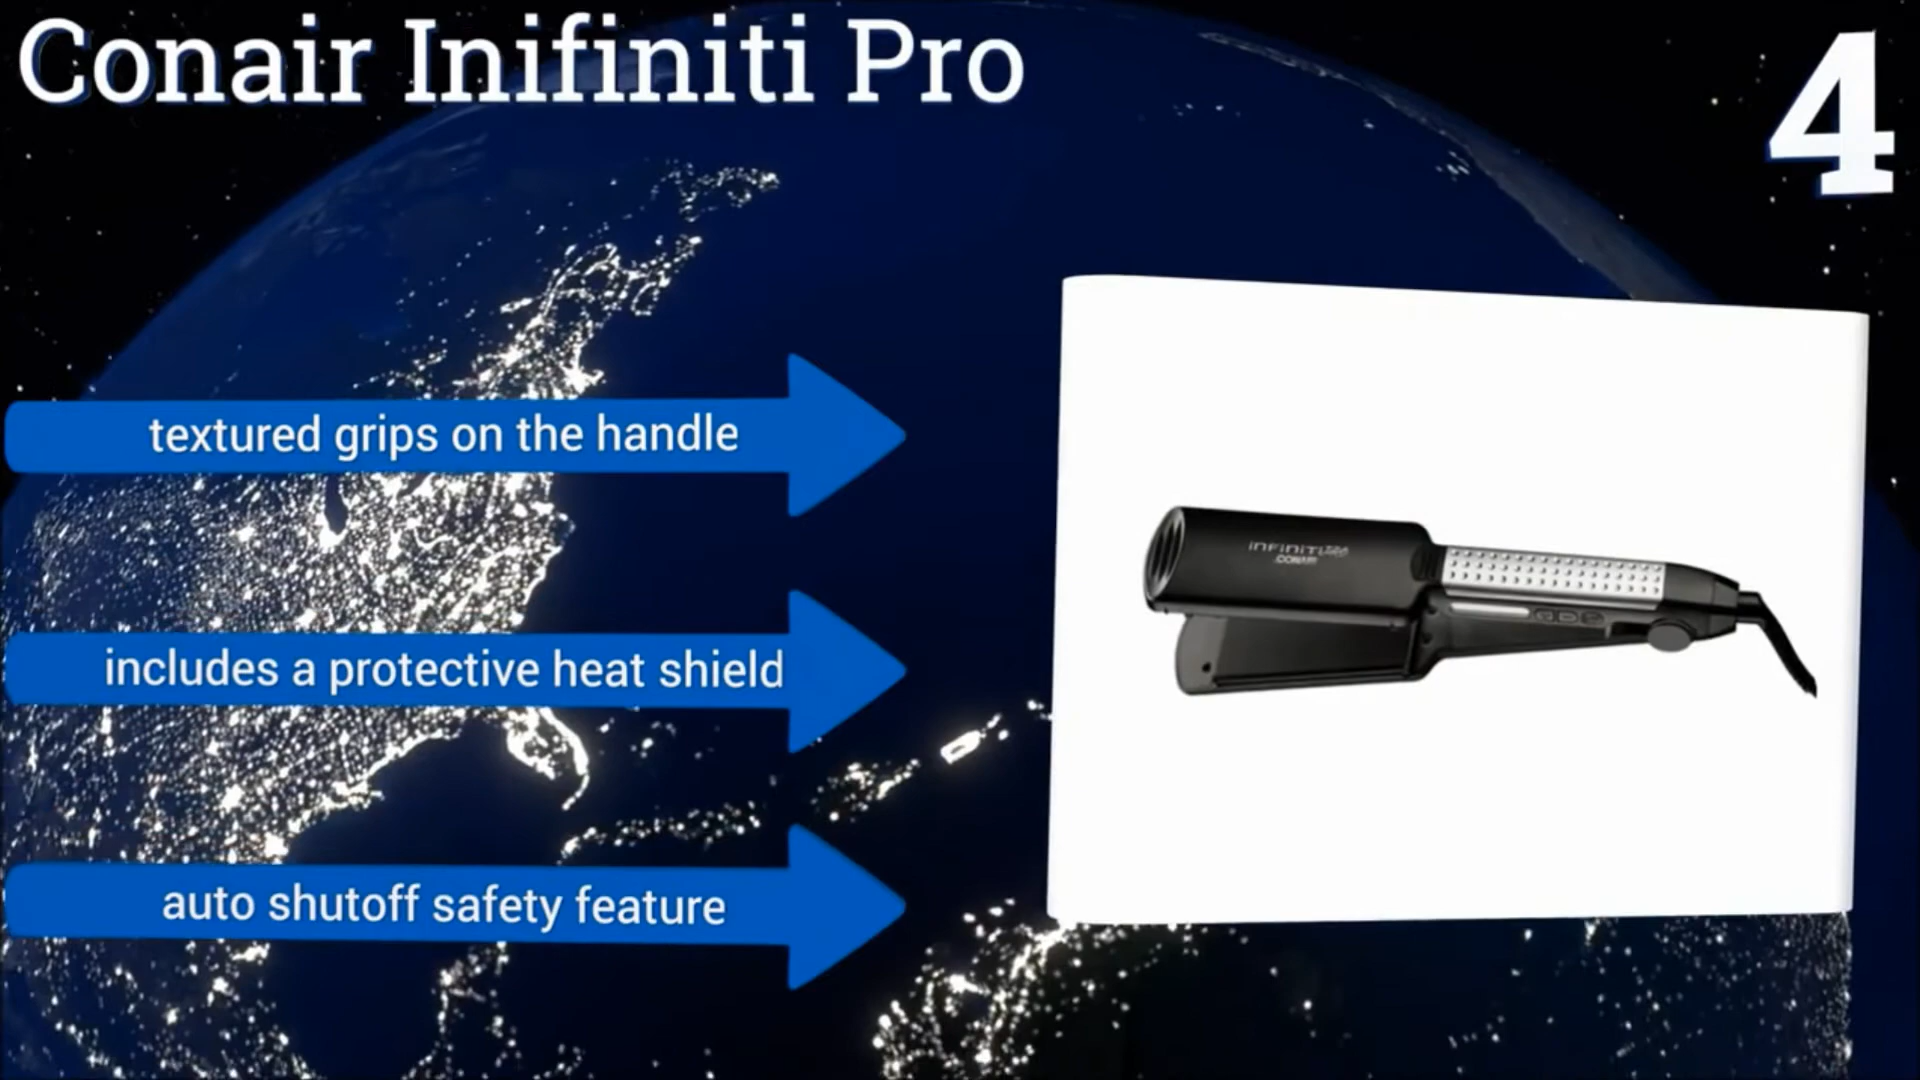 Conair Inifiniti Pro
4
textured grips on the handle
includes a protective heat shield
auto shutoff safety feature
INFINITI PRO
CONAIR